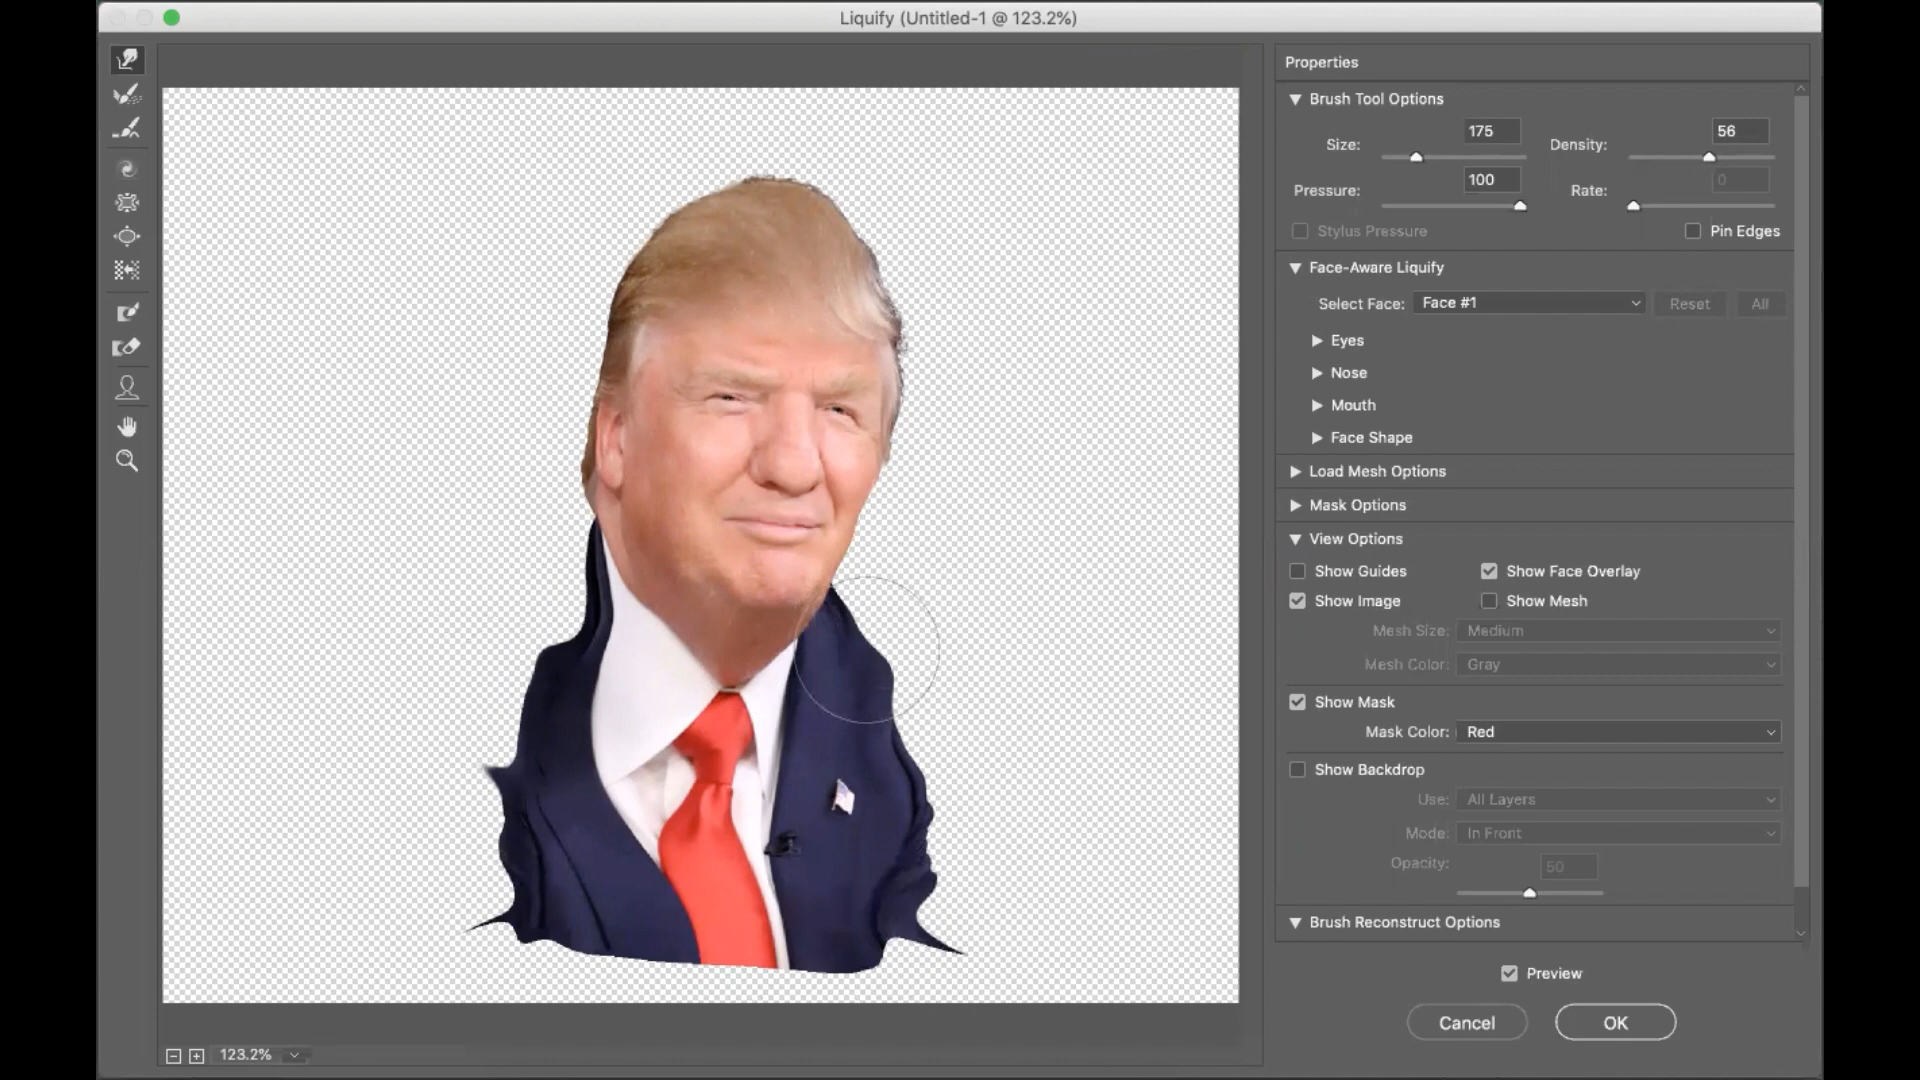 Liquify (Untitled-1 @ 123.2%)
Properties
Brush Tool Options
Size: 175 Density: 56
Pressure: 100 Rate: 0
Stylus Pressure Pin Edges
Face-Aware Liquify
Select Face: Face #1 Reset All
Eyes
Nose
Mouth
Face Shape
Load Mesh Options
Mask Options
View Options
Show Guides Show Face Overlay
Show Image Show Mesh
Mesh Size: Medium
Mesh Color: Gray
Show Mask
Mask Color: Red
Show Backdrop
Use: All Layers
Mode: In Front
Opacity: 50
Brush Reconstruct Options
Preview
Cancel OK
123.2%